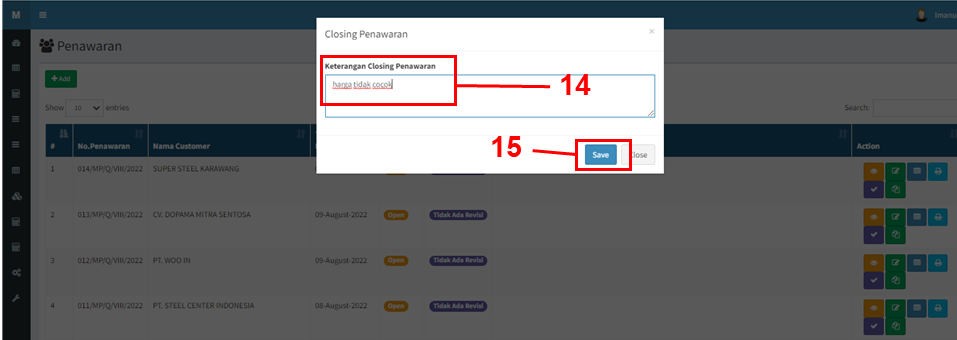 M
Closing Penawaran
×
Penawaran
Keterangan Closing Penawaran
harga tidak cocok
14
+ Add
Show 10 entries
Search:
15
Save
Close
# No.Penawaran Nama Customer Action
1 014/MP/Q/VIII/2022 SUPER STEEL KARAWANG
2 013/MP/Q/VIII/2022 CV. DOPAMA MITRA SENTOSA 09-August-2022 Open Tidak Ada Revisi
3 012/MP/Q/VIII/2022 PT. WOO IN 09-August-2022 Open Tidak Ada Revisi
4 011/MP/Q/VIII/2022 PT. STEEL CENTER INDONESIA 08-August-2022 Open Tidak Ada Revisi